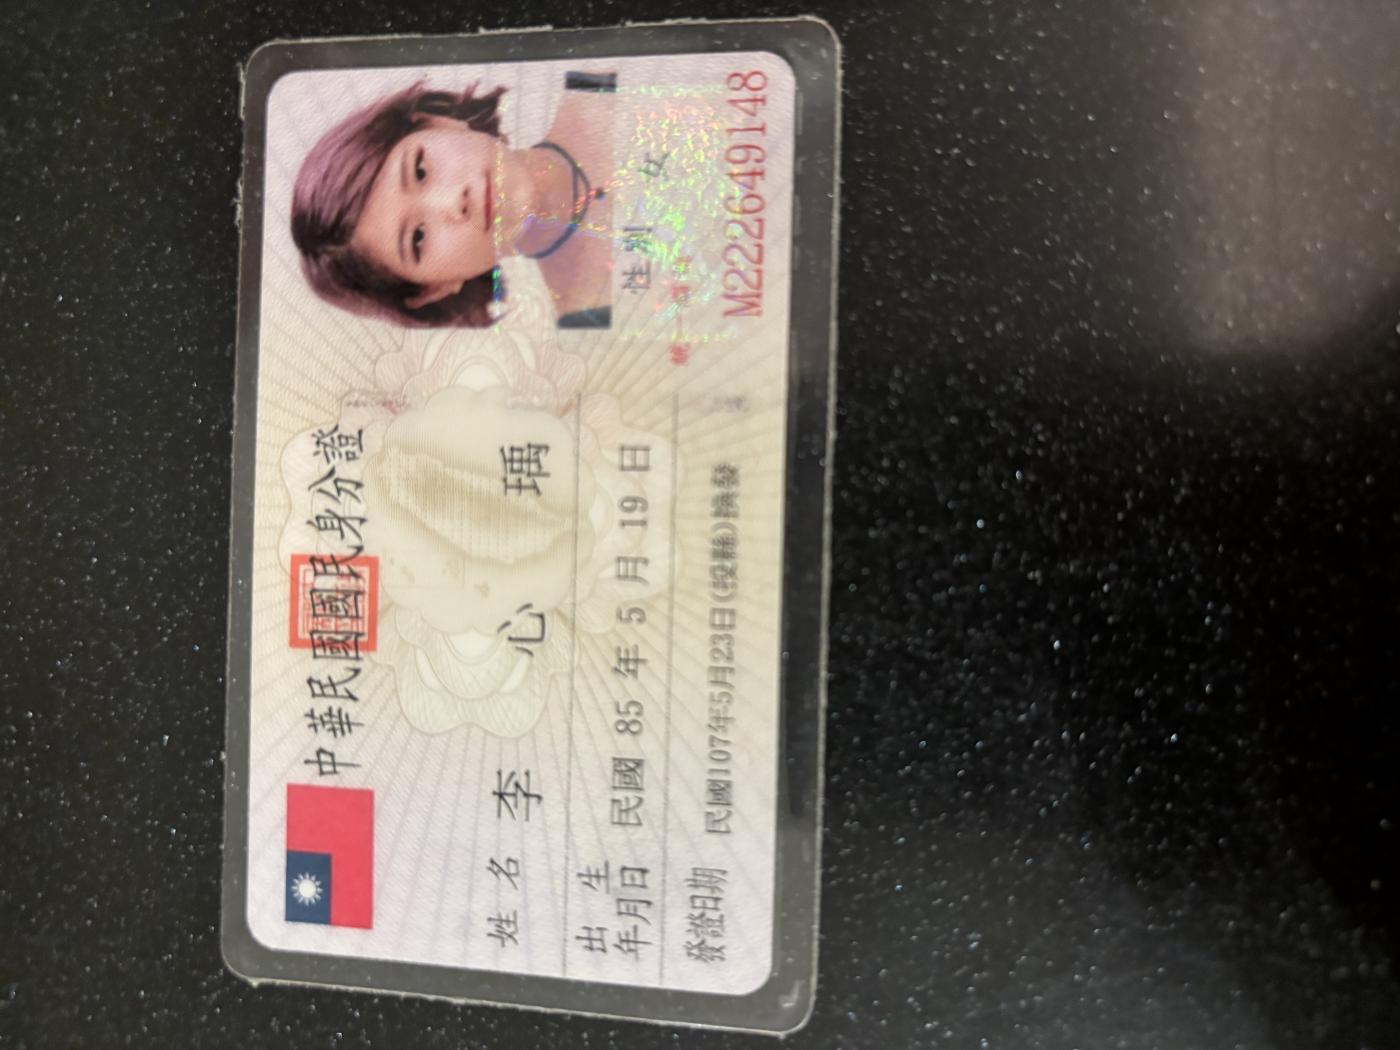 中華民國國民身分證
姓名 李心瑀
出生年月日 民國 85 年 5 月 19 日
性別 女
發證日期 民國107年5月23日(投縣)換發
M222649148